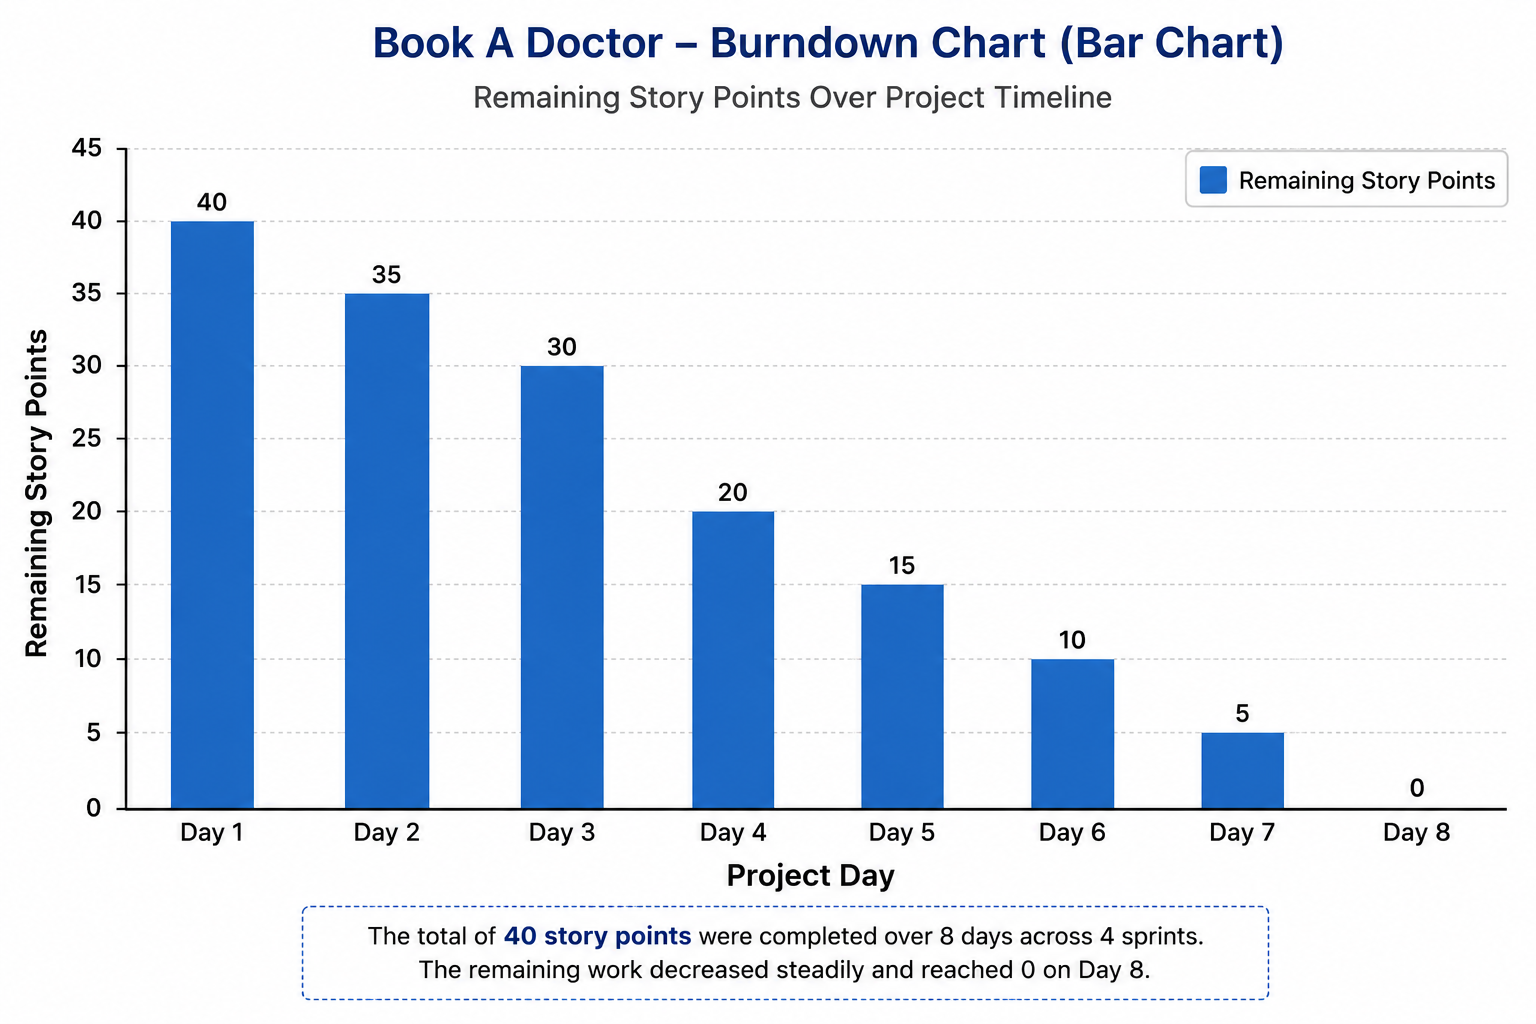 Book A Doctor – Burndown Chart (Bar Chart)
Remaining Story Points Over Project Timeline
Remaining Story Points
Remaining Story Points
45
40
35
30
25
20
15
10
5
0
40
35
30
20
15
10
5
0
Day 1
Day 2
Day 3
Day 4
Day 5
Day 6
Day 7
Day 8
Project Day
The total of 40 story points were completed over 8 days across 4 sprints.
The remaining work decreased steadily and reached 0 on Day 8.